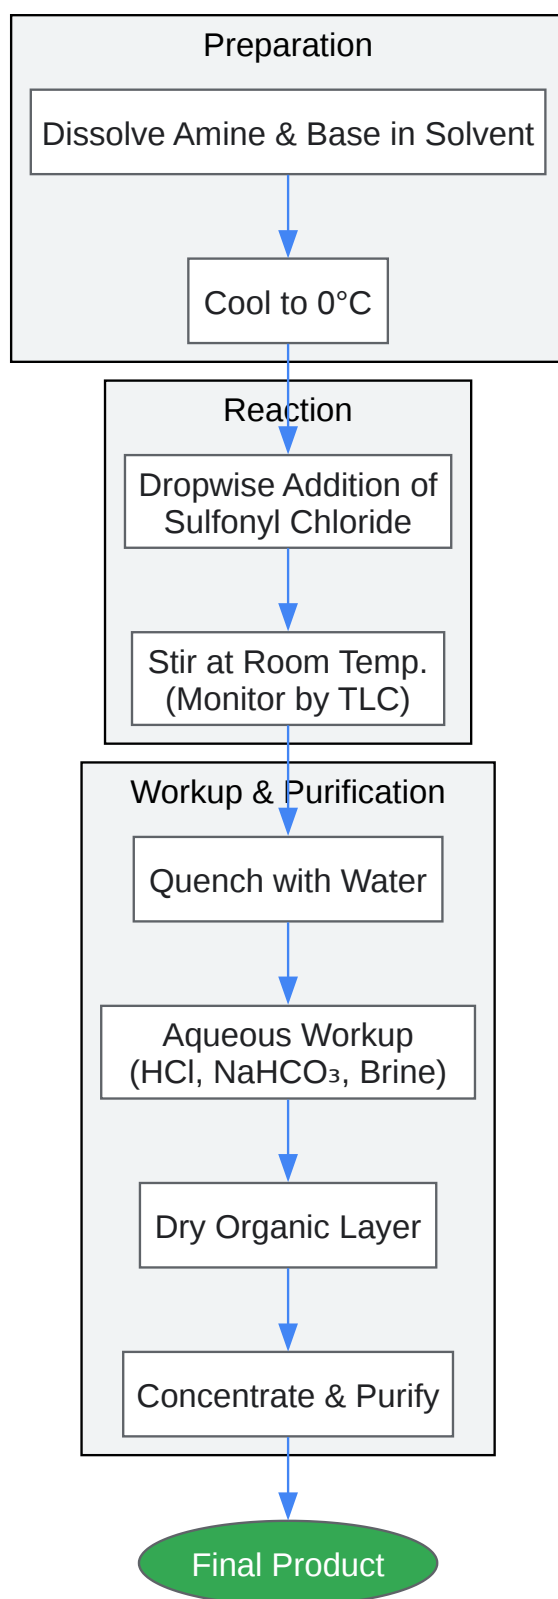 Preparation
Dissolve Amine & Base in Solvent
Cool to 0°C
Reaction
Dropwise Addition of
Sulfonyl Chloride
Stir at Room Temp.
(Monitor by TLC)
Workup & Purification
Quench with Water
Aqueous Workup
(HCl, NaHCO₃, Brine)
Dry Organic Layer
Concentrate & Purify
Final Product